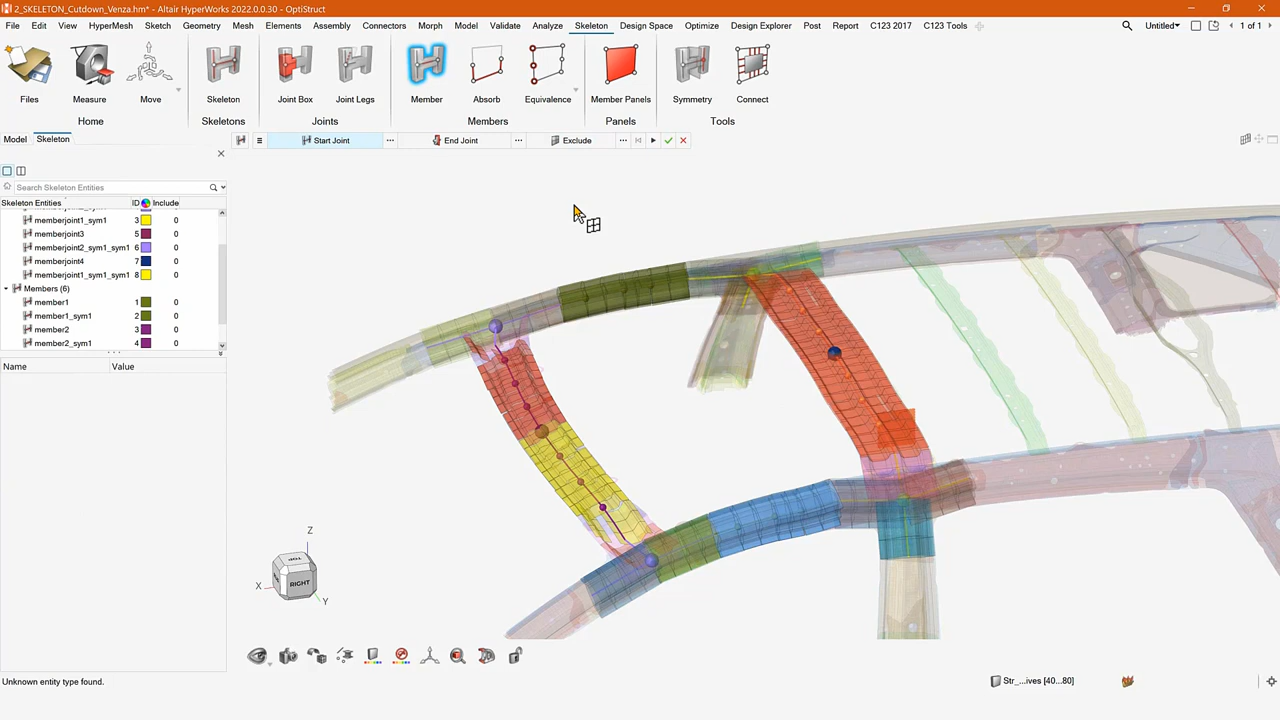 2_SKELETON_Cutdown_Venza.hm* - Altair HyperWorks 2022.0.0.30 - OptiStruct
File Edit View HyperMesh Sketch Geometry Mesh Elements Assembly Connectors Morph Model Validate Analyze Skeleton Design Space Optimize Design Explorer Post Report C123 2017 C123 Tools Untitled 1 of 1
Files Measure Move Skeleton Joint Box Joint Legs Member Absorb Equivalence Member Panels Symmetry Connect
Home Skeletons Joints Members Panels Tools
Model Skeleton Start Joint End Joint Exclude
Search Skeleton Entities
Skeleton Entities ID Include
memberjoint1_sym1 3 0
memberjoint3 5 0
memberjoint2_sym1_sym1 6 0
memberjoint4 7 0
memberjoint1_sym1_sym1 8 0
Members (6)
member1 1 0
member1_sym1 2 0
member2 3 0
member2_sym1 4 0
Name Value
Z
TOP
RIGHT
X
Y
Unknown entity type found.
Str_...ives [40...80]